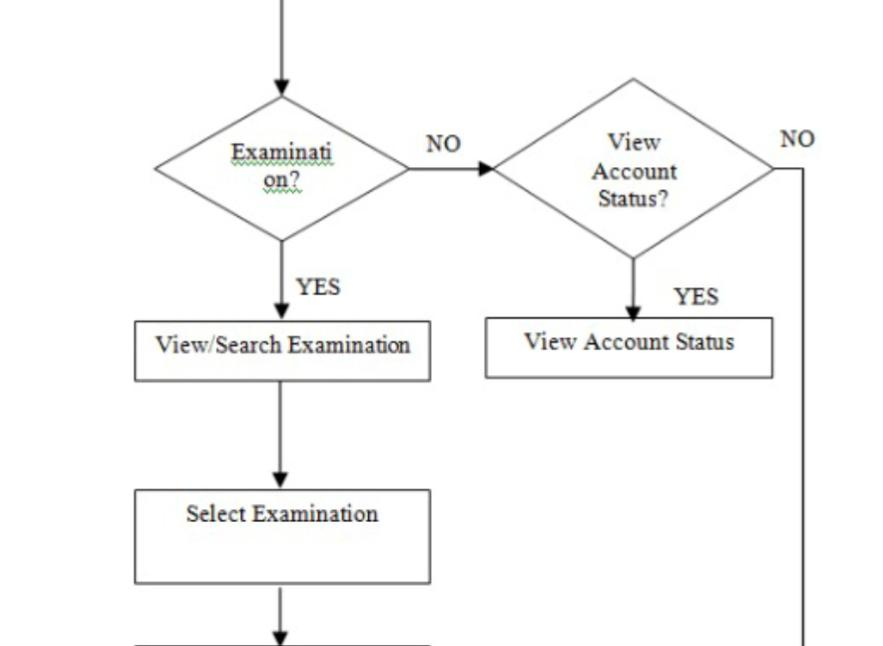 Examinati
on?
NO
View
Account
Status?
NO
YES
YES
View/Search Examination
View Account Status
Select Examination